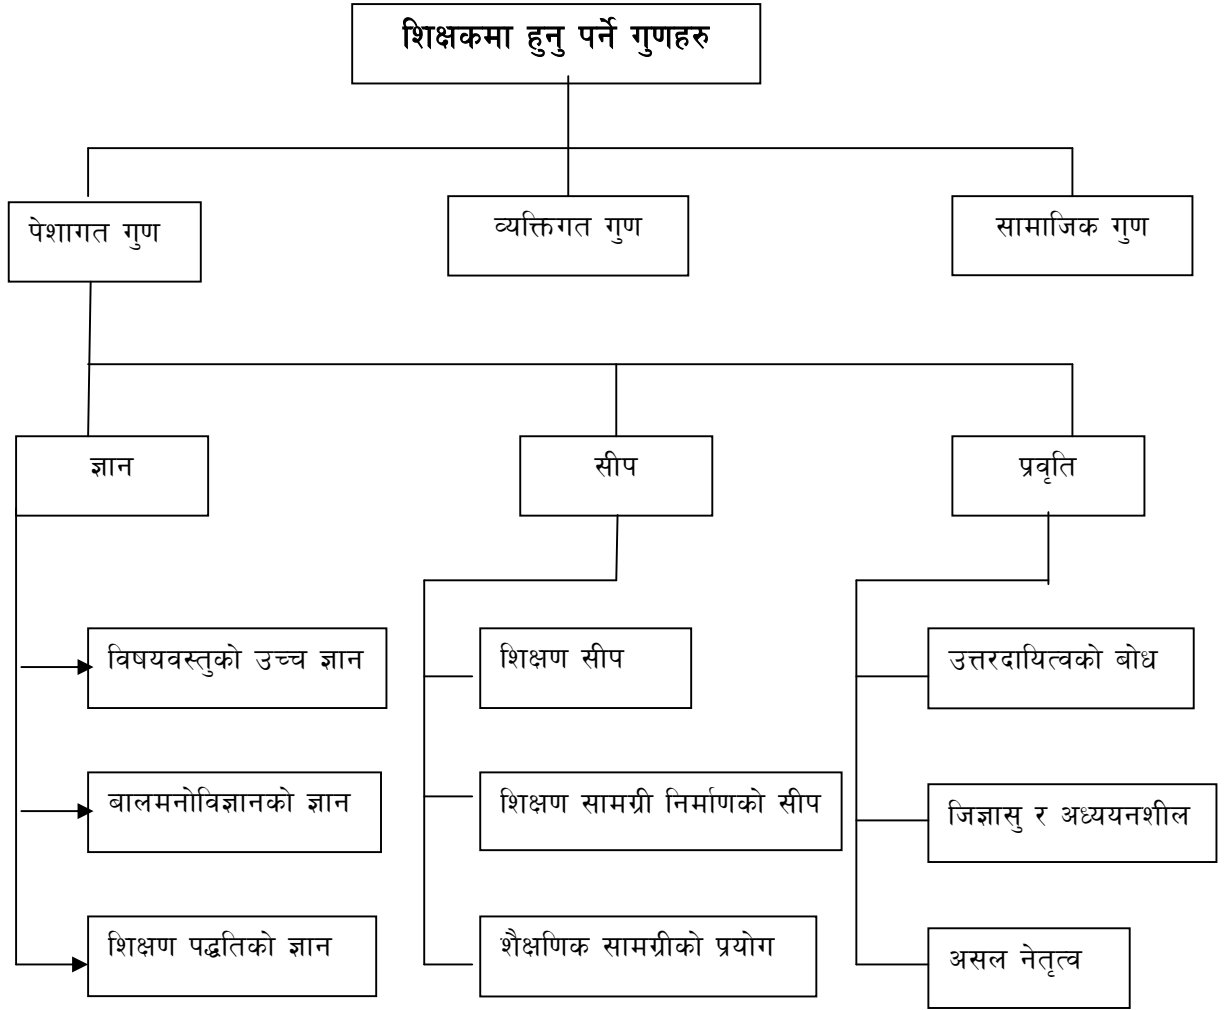 शिक्षकमा हुनु पर्ने गुणहरु
पेशागत गुण
व्यक्तिगत गुण
सामाजिक गुण
ज्ञान
सीप
प्रवृति
विषयवस्तुको उच्च ज्ञान
शिक्षण सीप
उत्तरदायित्वको बोध
बालमनोविज्ञानको ज्ञान
शिक्षण सामग्री निर्माणको सीप
जिज्ञासु र अध्ययनशील
शिक्षण पद्धतिको ज्ञान
शैक्षणिक सामग्रीको प्रयोग
असल नेतृत्व